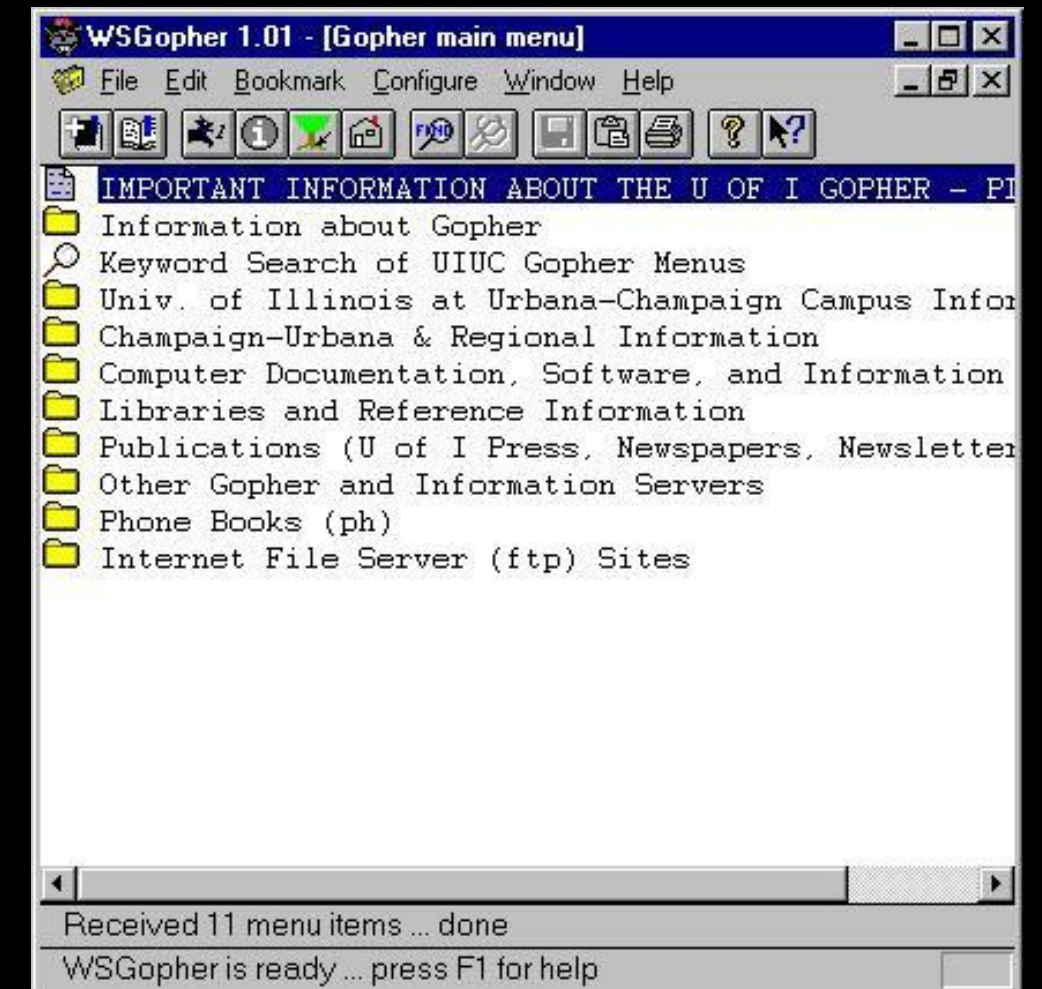 WSGopher 1.01 - [Gopher main menu]
File Edit Bookmark Configure Window Help
FIND
IMPORTANT INFORMATION ABOUT THE U OF I GOPHER - Pl
Information about Gopher
Keyword Search of UIUC Gopher Menus
Univ. of Illinois at Urbana-Champaign Campus Infor
Champaign-Urbana & Regional Information
Computer Documentation, Software, and Information
Libraries and Reference Information
Publications (U of I Press, Newspapers, Newsletter
Other Gopher and Information Servers
Phone Books (ph)
Internet File Server (ftp) Sites
Received 11 menu items ... done
WSGopher is ready ... press F1 for help